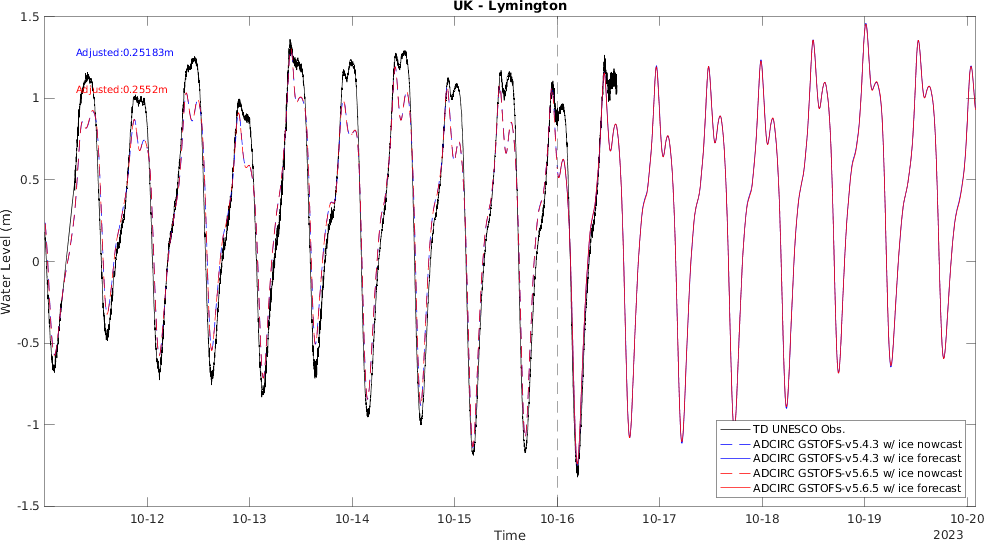 UK - Lymington
1.5
1
0.5
0
-0.5
-1
-1.5
Water Level (m)
Adjusted:0.25183m
Adjusted:0.2552m
TD UNESCO Obs.
ADCIRC GSTOFS-v5.4.3 w/ ice nowcast
ADCIRC GSTOFS-v5.4.3 w/ ice forecast
ADCIRC GSTOFS-v5.6.5 w/ ice nowcast
ADCIRC GSTOFS-v5.6.5 w/ ice forecast
10-12 10-13 10-14 10-15 10-16 10-17 10-18 10-19 10-20
Time
2023